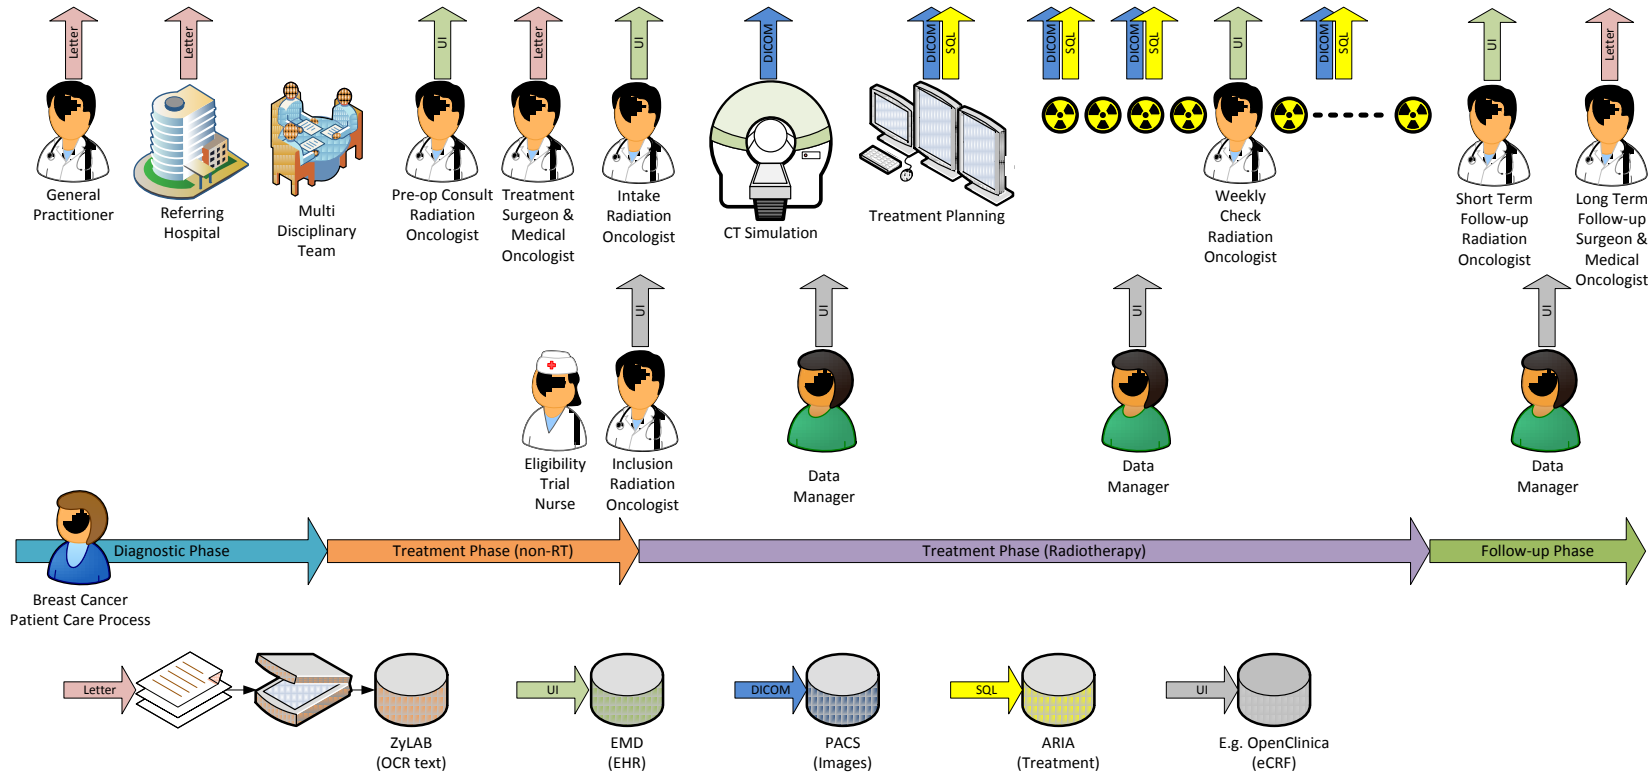 Letter
Letter
UI
Letter
UI
DICOM
DICOM
SQL
DICOM
SQL
DICOM
SQL
UI
DICOM
SQL
UI
Letter
General
Practitioner
Referring
Hospital
Multi
Disciplinary
Team
Pre-op Consult
Radiation
Oncologist
Treatment
Surgeon &
Medical
Oncologist
Intake
Radiation
Oncologist
CT Simulation
Treatment Planning
Weekly
Check
Radiation
Oncologist
Short Term
Follow-up
Radiation
Oncologist
Long Term
Follow-up
Surgeon &
Medical
Oncologist
UI
UI
UI
UI
Eligibility
Trial
Nurse
Inclusion
Radiation
Oncologist
Data
Manager
Data
Manager
Data
Manager
Diagnostic Phase
Treatment Phase (non-RT)
Treatment Phase (Radiotherapy)
Follow-up Phase
Breast Cancer
Patient Care Process
Letter
ZyLAB
(OCR text)
UI
EMD
(EHR)
DICOM
PACS
(Images)
SQL
ARIA
(Treatment)
UI
E.g. OpenClinica
(eCRF)